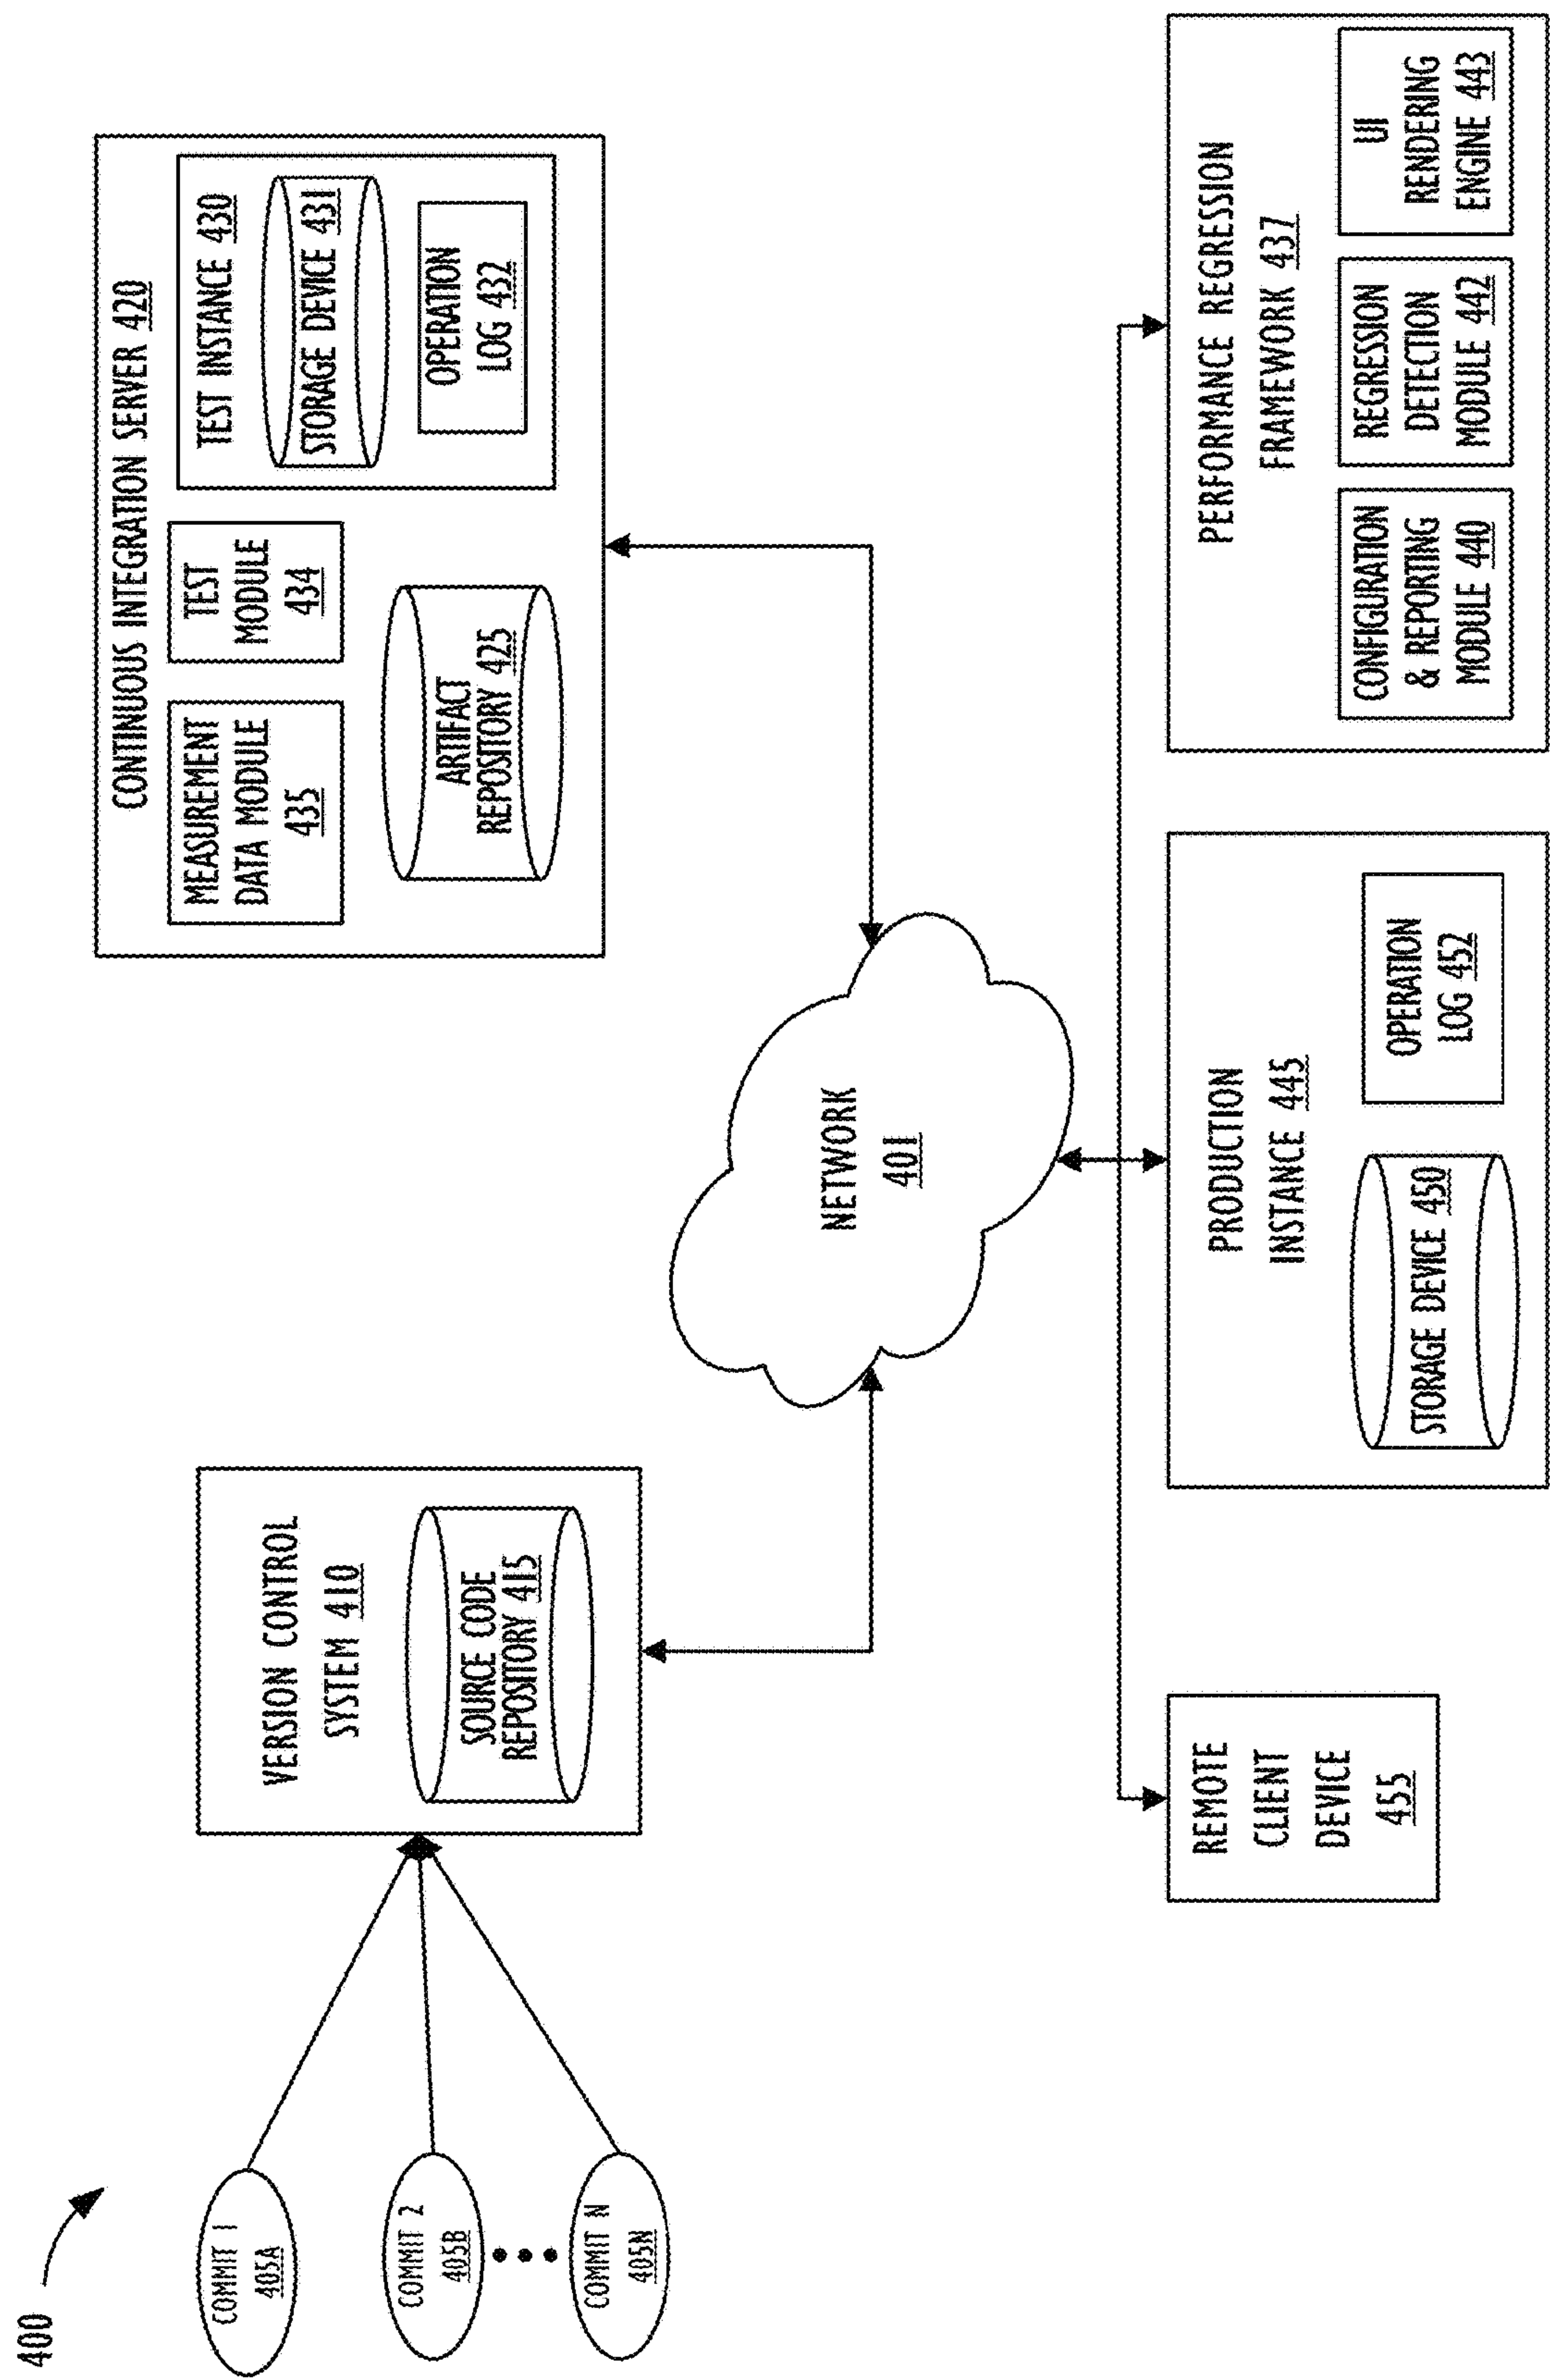 400
COMMIT 1
405A
COMMIT 2
405B
COMMIT N
405N
VERSION CONTROL
SYSTEM 410
SOURCE CODE
REPOSITORY 415
CONTINUOUS INTEGRATION SERVER 420
MEASUREMENT
DATA MODULE
435
TEST
MODULE
434
ARTIFACT
REPOSITORY 425
TEST INSTANCE 430
STORAGE DEVICE 431
OPERATION
LOG 432
NETWORK
401
REMOTE
CLIENT
DEVICE
455
PRODUCTION
INSTANCE 445
STORAGE DEVICE 450
OPERATION
LOG 452
PERFORMANCE REGRESSION
FRAMEWORK 437
CONFIGURATION
& REPORTING
MODULE 440
REGRESSION
DETECTION
MODULE 442
UI
RENDERING
ENGINE 443